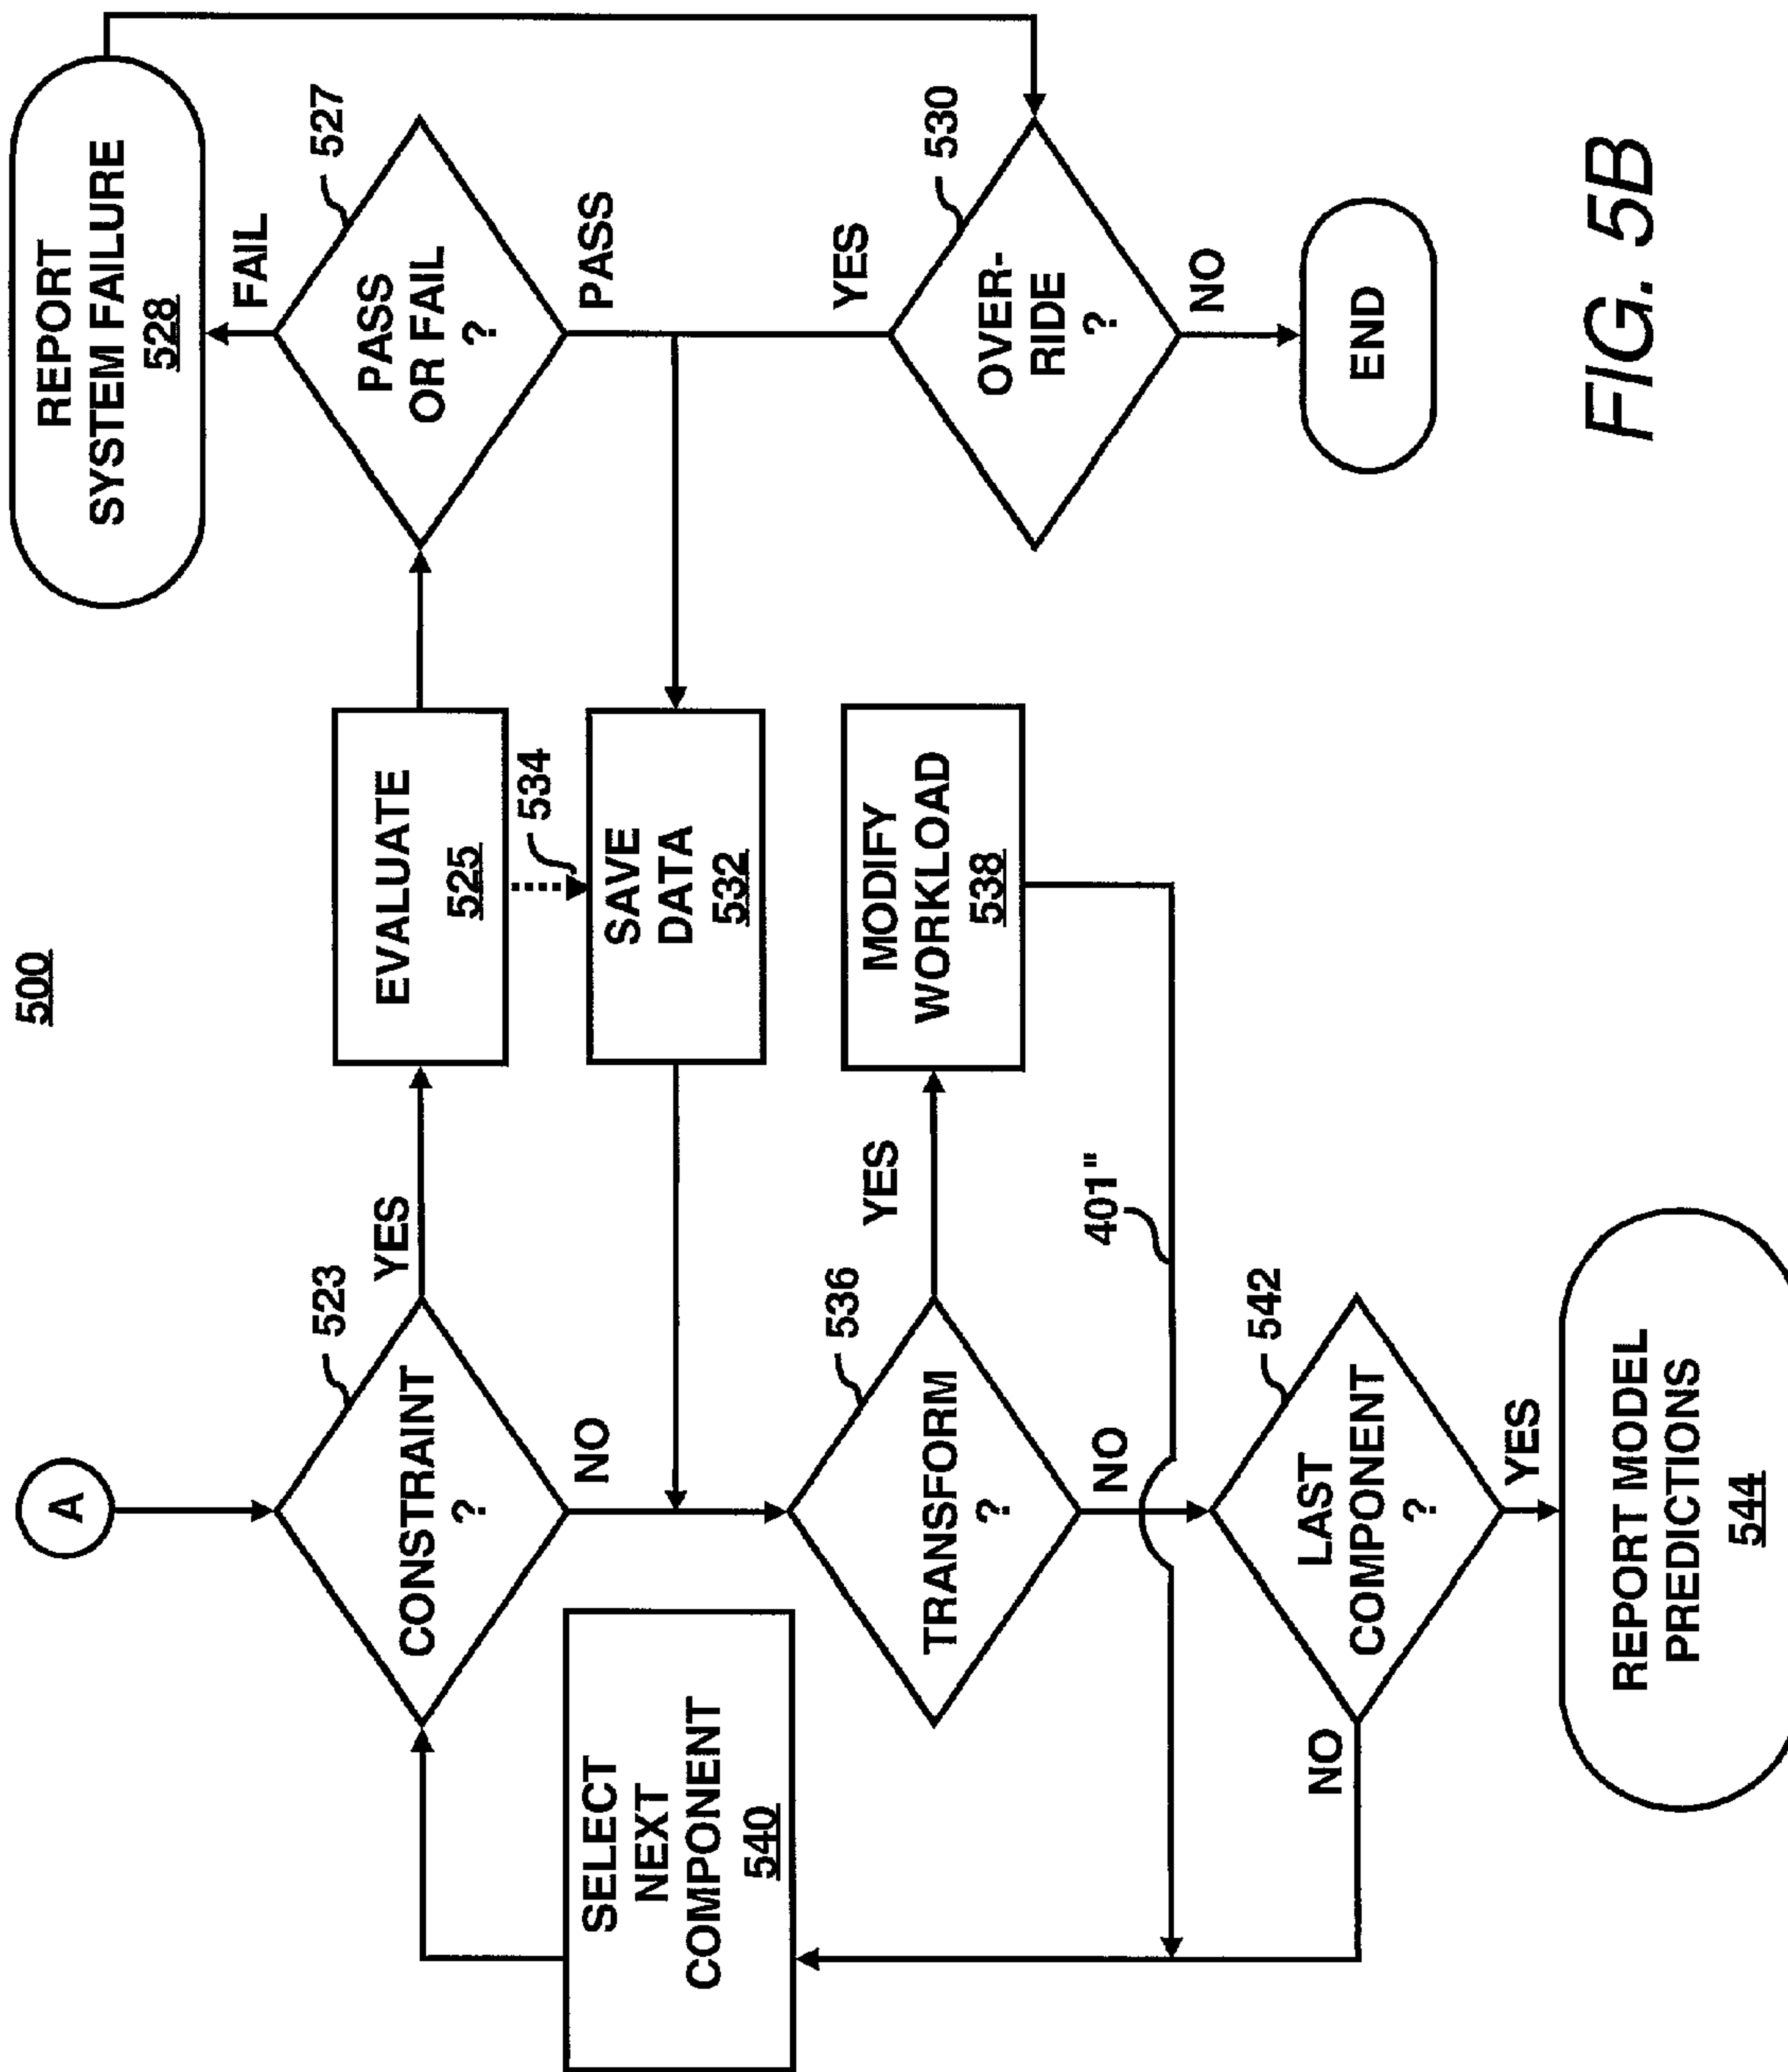 500
A
CONSTRAINT
?
523
YES
NO
EVALUATE
525
534
PASS
OR FAIL
?
527
FAIL
PASS
REPORT
SYSTEM FAILURE
528
SELECT
NEXT
COMPONENT
540
SAVE
DATA
532
TRANSFORM
?
536
YES
NO
MODIFY
WORKLOAD
538
401"
OVER-
RIDE
?
530
YES
NO
END
LAST
COMPONENT
?
542
NO
YES
REPORT MODEL
PREDICTIONS
544
FIG. 5B